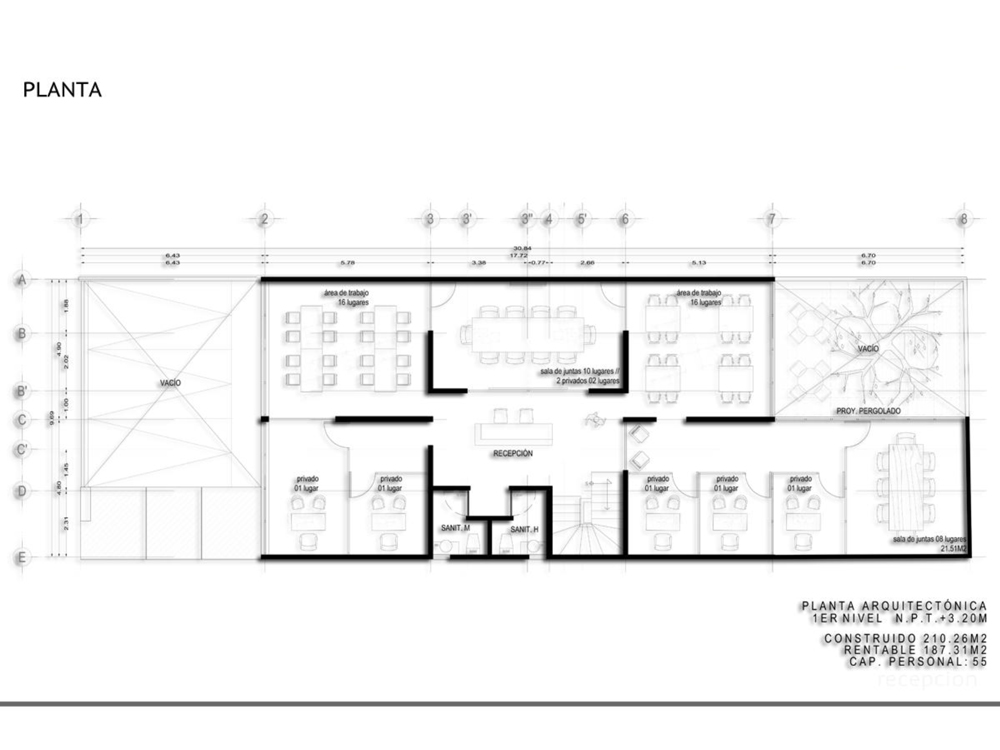 PLANTA
1 2 3 3' 3" 4 5' 6 7 8
30.84
17.72
6.43 6.70
6.43 5.78 3.38 0.77 2.66 5.13 6.70
A
B
B'
C
C'
D
E
1.88
4.90
2.02
1.00
9.69
1.45
4.80
2.31
área de trabajo
16 lugares
área de trabajo
16 lugares
sala de juntas 10 lugares //
2 privados 02 lugares
VACÍO
VACÍO
PROY. PERGOLADO
RECEPCIÓN
privado
01 lugar
privado
01 lugar
privado
01 lugar
privado
01 lugar
privado
01 lugar
SANIT. M
SANIT. H
sala de juntas 08 lugares
21.51M2
PLANTA ARQUITECTÓNICA
1ER NIVEL N.P.T.+3.20M
CONSTRUIDO 210.26M2
RENTABLE 187.31M2
CAP. PERSONAL: 55
recepcion